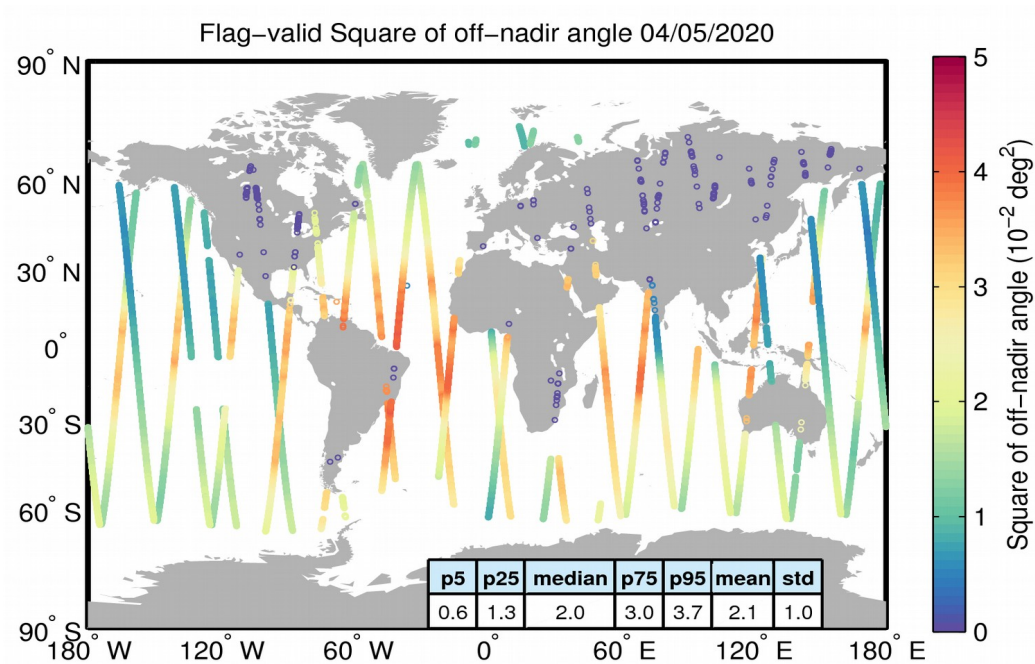 Flag−valid Square of off−nadir angle 04/05/2020
90° N
60° N
30° N
0°
30° S
60° S
90° S
180° W
120° W
60° W
0°
60° E
120° E
180° E
p5 p25 median p75 p95 mean std
0.6 1.3 2.0 3.0 3.7 2.1 1.0
5
4
3
2
1
0
Square of off−nadir angle (10⁻² deg²)